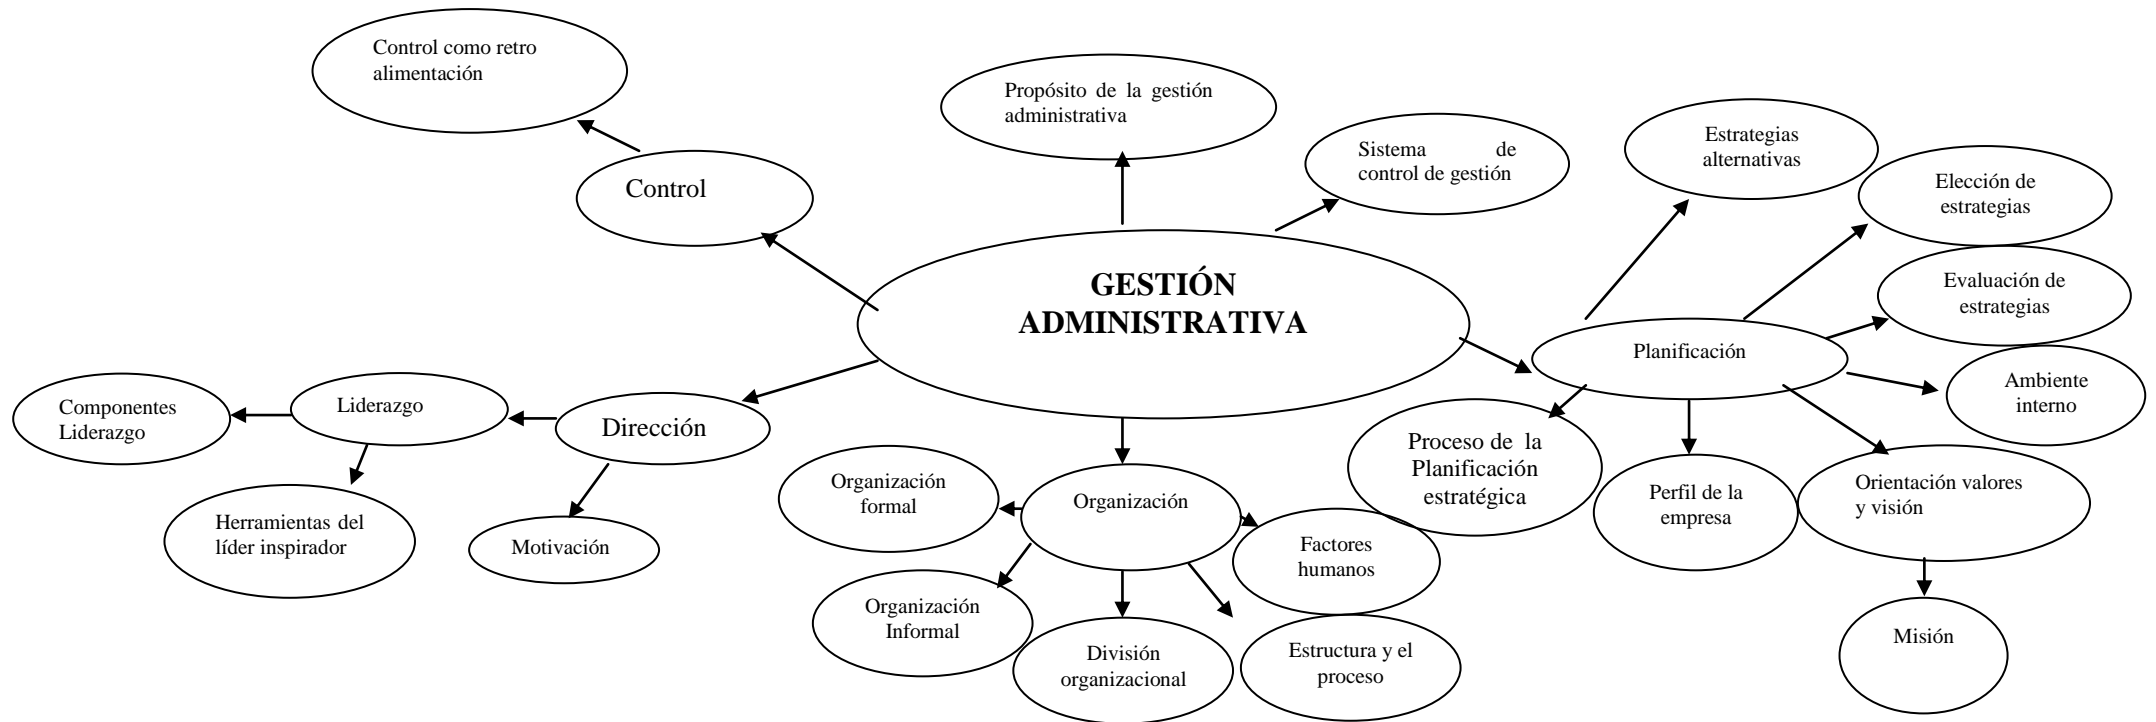 Control como retro
alimentación
Propósito de la gestión
administrativa
Sistema de
control de gestión
Estrategias
alternativas
Elección de
estrategias
Control
Evaluación de
estrategias
GESTIÓN
ADMINISTRATIVA
Planificación
Ambiente
interno
Componentes
Liderazgo
Liderazgo
Dirección
Proceso de la
Planificación
estratégica
Organización
formal
Organización
Perfil de la
empresa
Orientación valores
y visión
Herramientas del
líder inspirador
Motivación
Factores
humanos
Organización
Informal
División
organizacional
Estructura y el
proceso
Misión